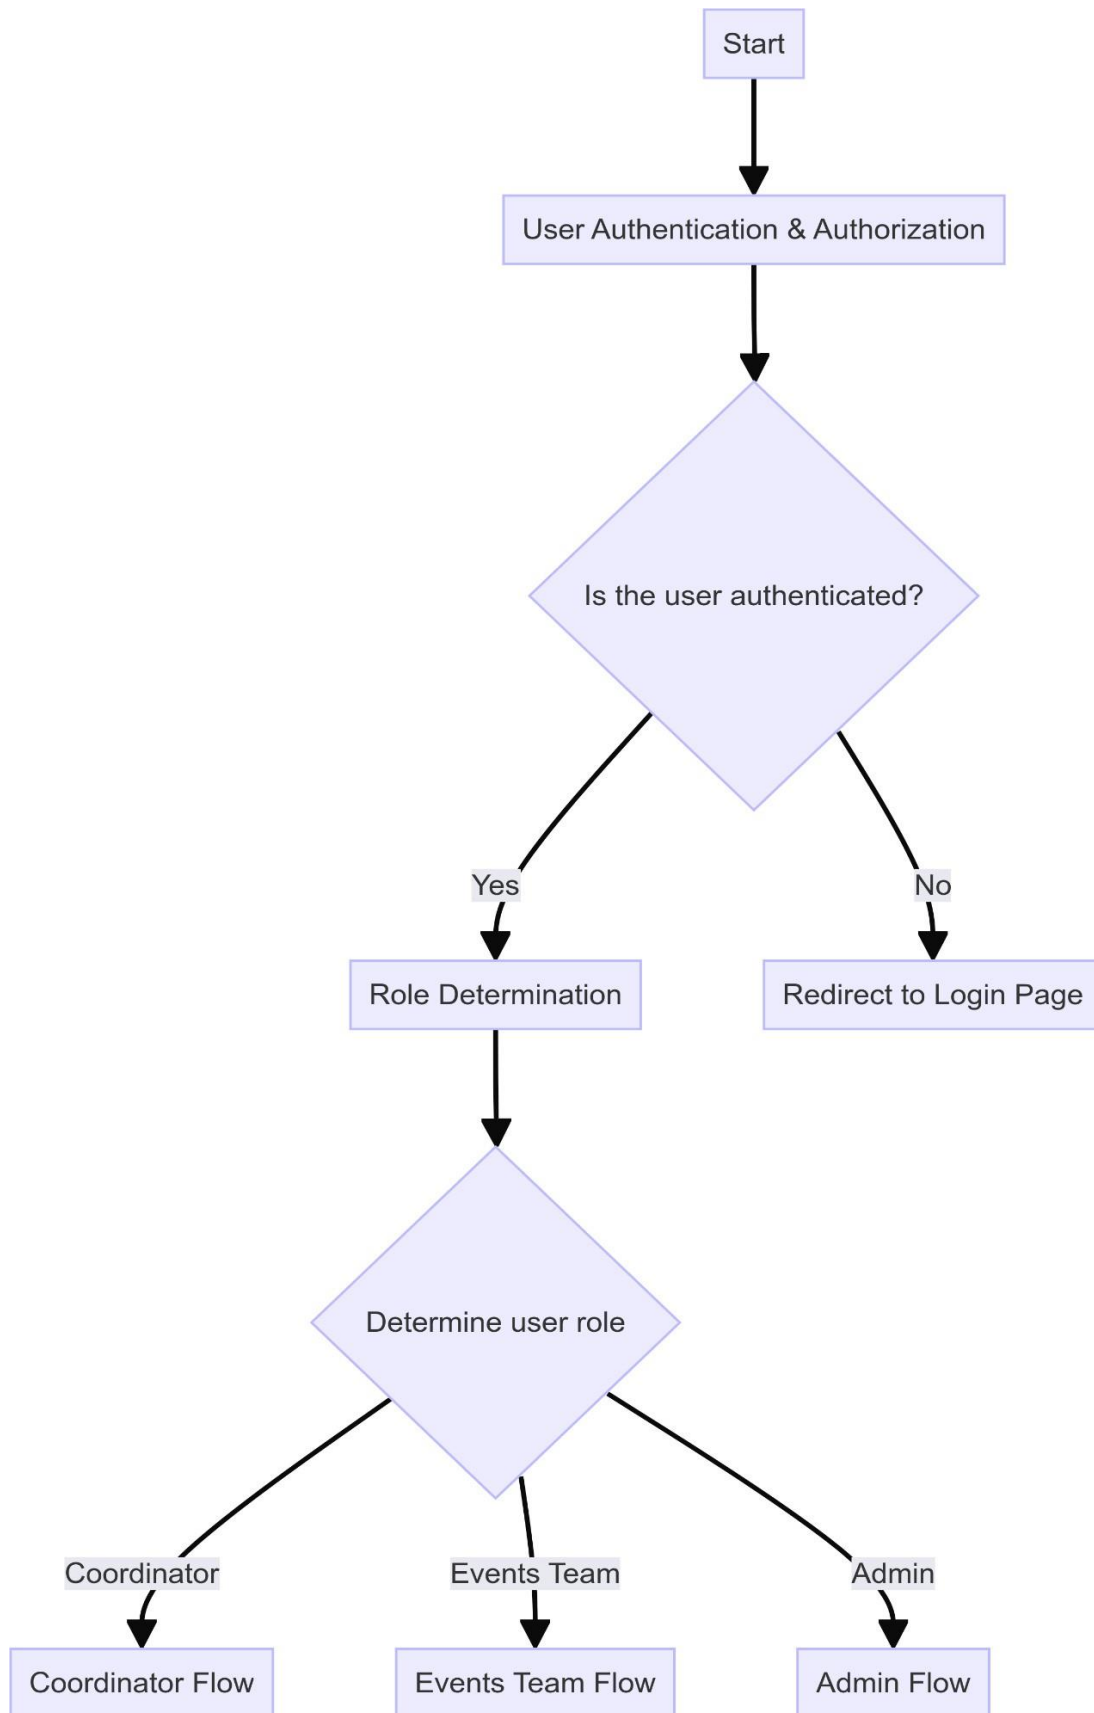 Start
User Authentication & Authorization
Is the user authenticated?
Yes
No
Role Determination
Redirect to Login Page
Determine user role
Coordinator
Events Team
Admin
Coordinator Flow
Events Team Flow
Admin Flow